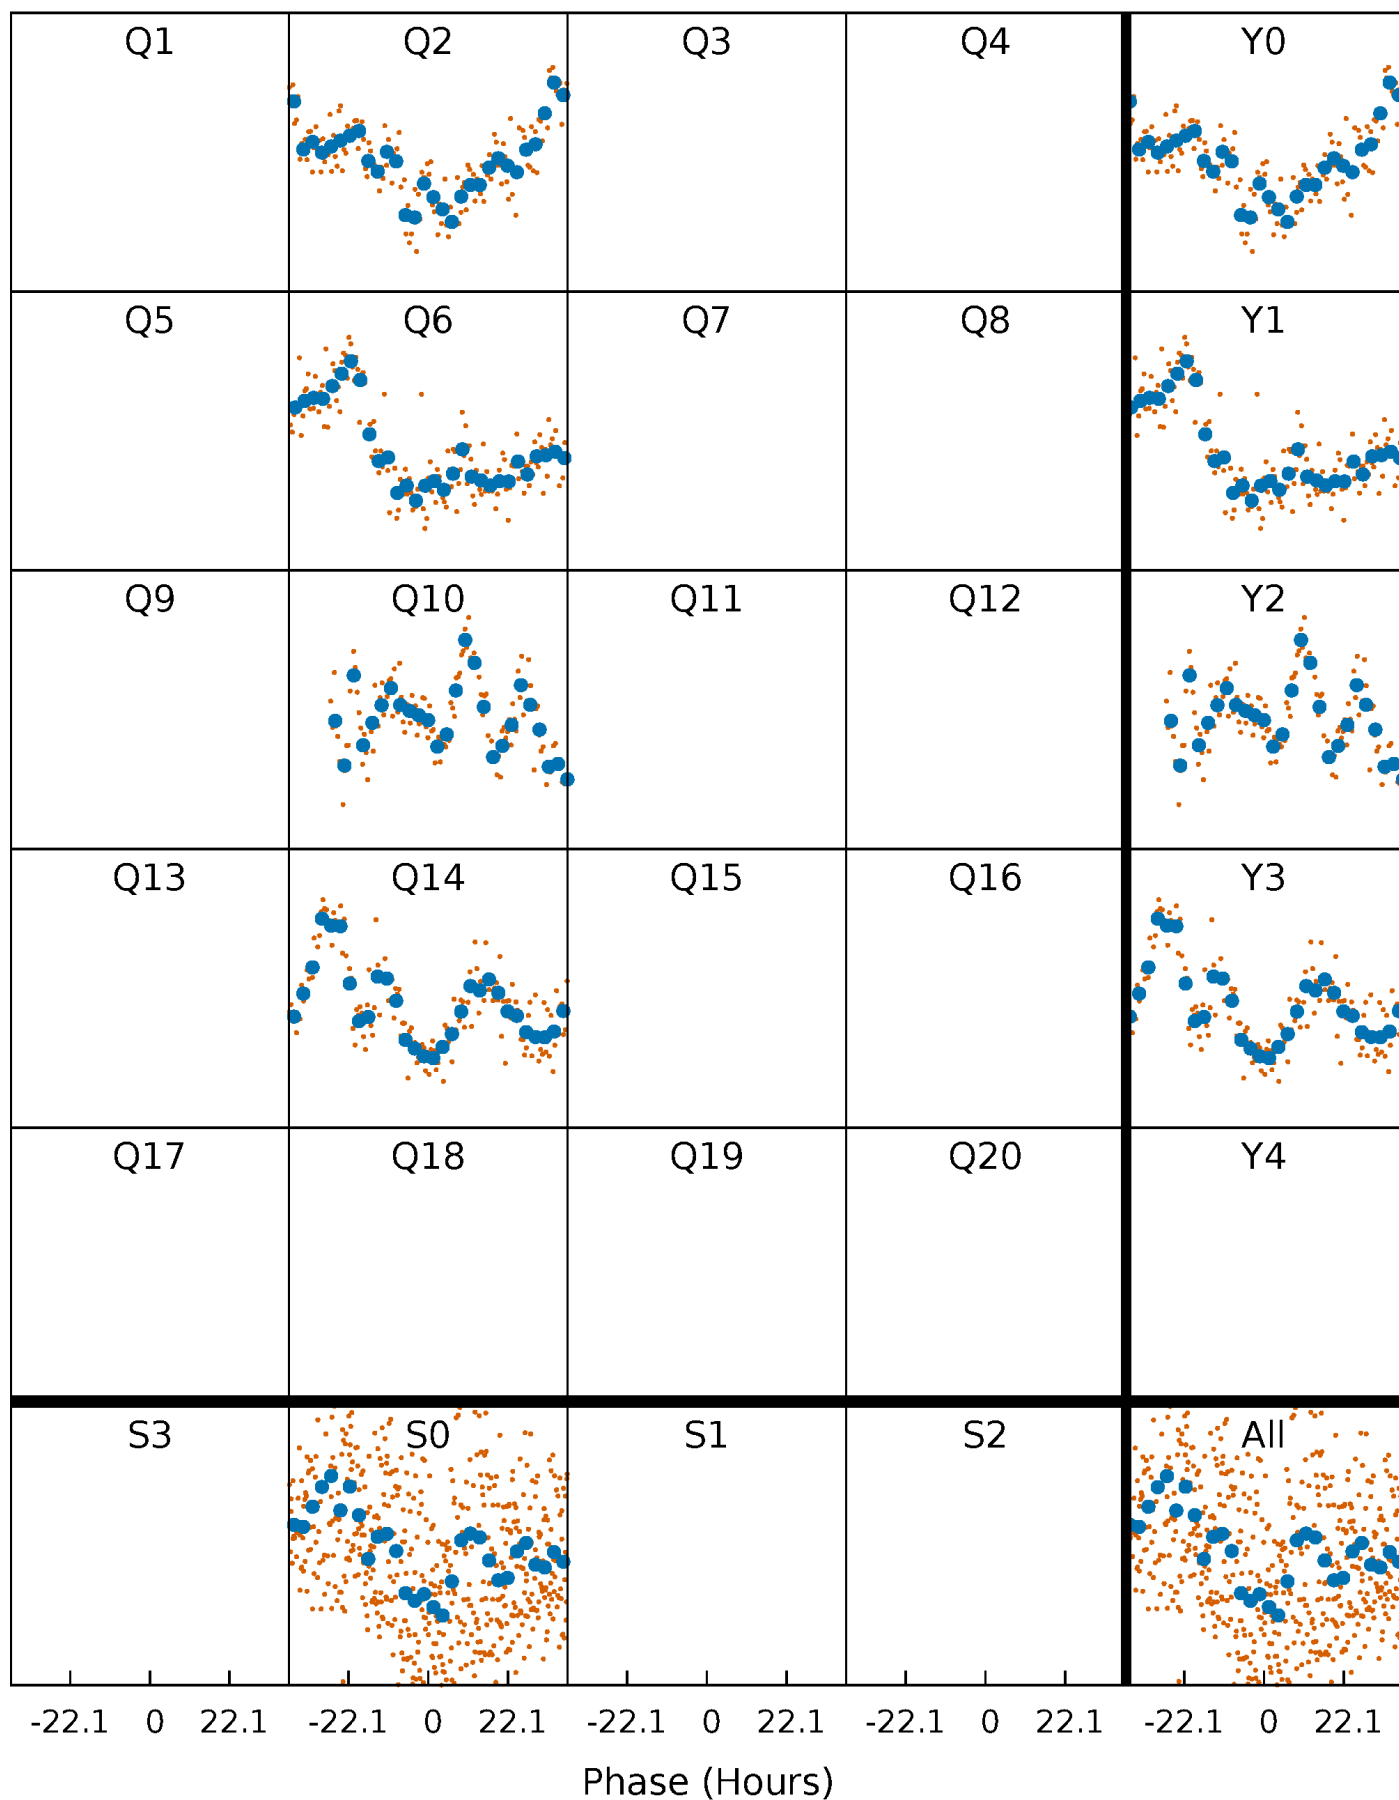 Q1 Q2 Q3 Q4 Y0
Q5 Q6 Q7 Q8 Y1
Q9 Q10 Q11 Q12 Y2
Q13 Q14 Q15 Q16 Y3
Q17 Q18 Q19 Q20 Y4
S3 S0 S1 S2 All
-22.1 0 22.1 -22.1 0 22.1 -22.1 0 22.1 -22.1 0 22.1 -22.1 0 22.1
Phase (Hours)